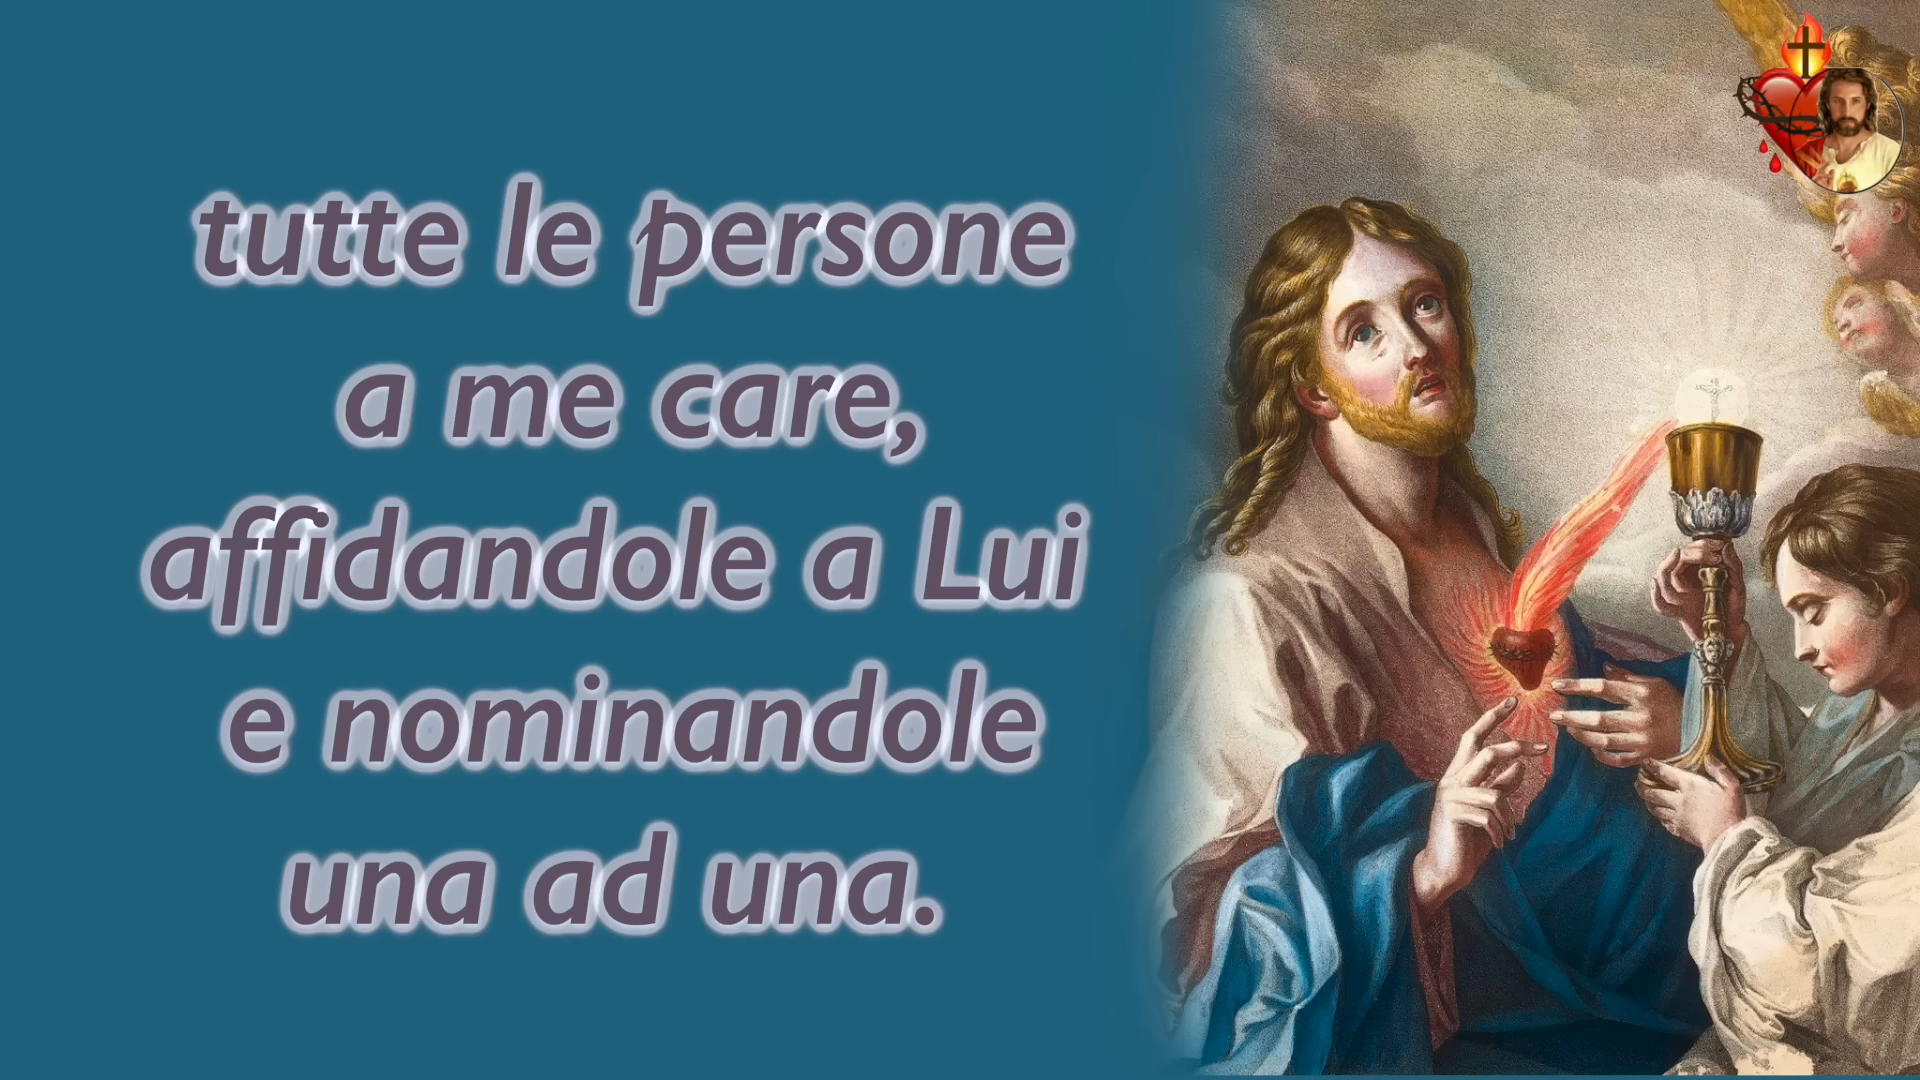 tutte le persone
a me care,
affidandole a Lui
e nominandole
una ad una.